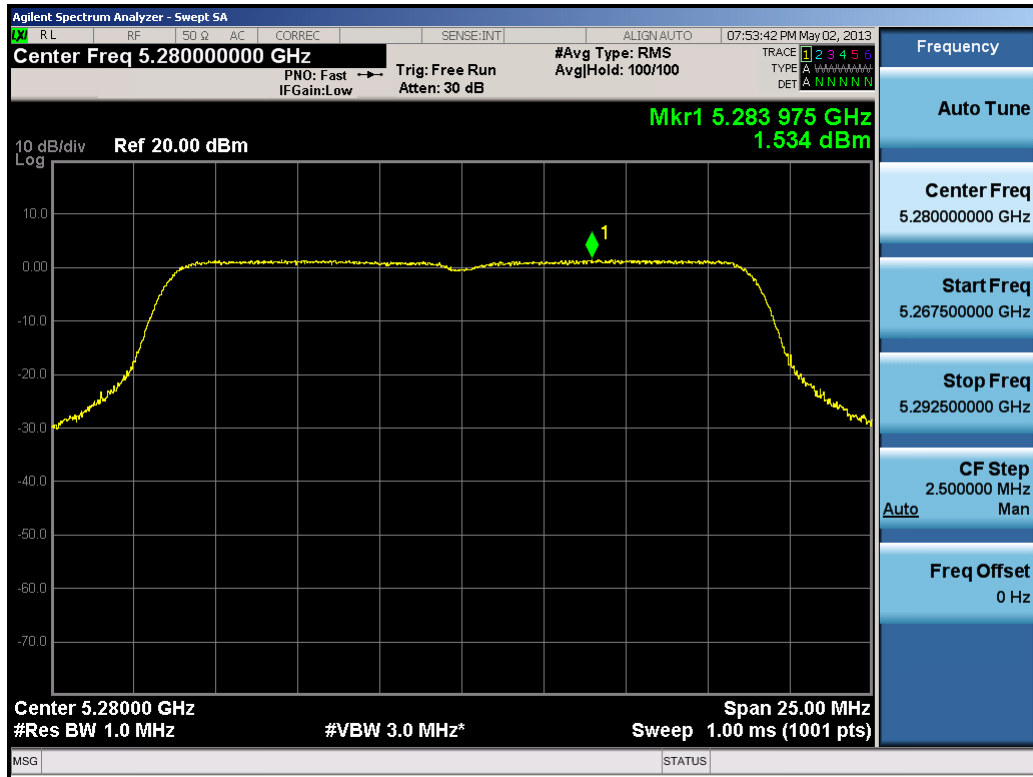 Agilent Spectrum Analyzer - Swept SA
LXI RL RF 50 Ω AC CORREC SENSE:INT ALIGN AUTO 07:53:42 PM May 02, 2013
Center Freq 5.280000000 GHz
PNO: Fast
IFGain:Low
Trig: Free Run
Atten: 30 dB
#Avg Type: RMS
Avg|Hold: 100/100
TRACE 1 2 3 4 5 6
TYPE A WWWWW
DET A N N N N N
Mkr1 5.283 975 GHz
1.534 dBm
10 dB/div
Log
Ref 20.00 dBm
10.0
0.00
-10.0
-20.0
-30.0
-40.0
-50.0
-60.0
-70.0
1
Center 5.28000 GHz
Span 25.00 MHz
#Res BW 1.0 MHz
#VBW 3.0 MHz*
Sweep 1.00 ms (1001 pts)
MSG
STATUS
Frequency
Auto Tune
Center Freq
5.280000000 GHz
Start Freq
5.267500000 GHz
Stop Freq
5.292500000 GHz
CF Step
2.500000 MHz
Auto Man
Freq Offset
0 Hz